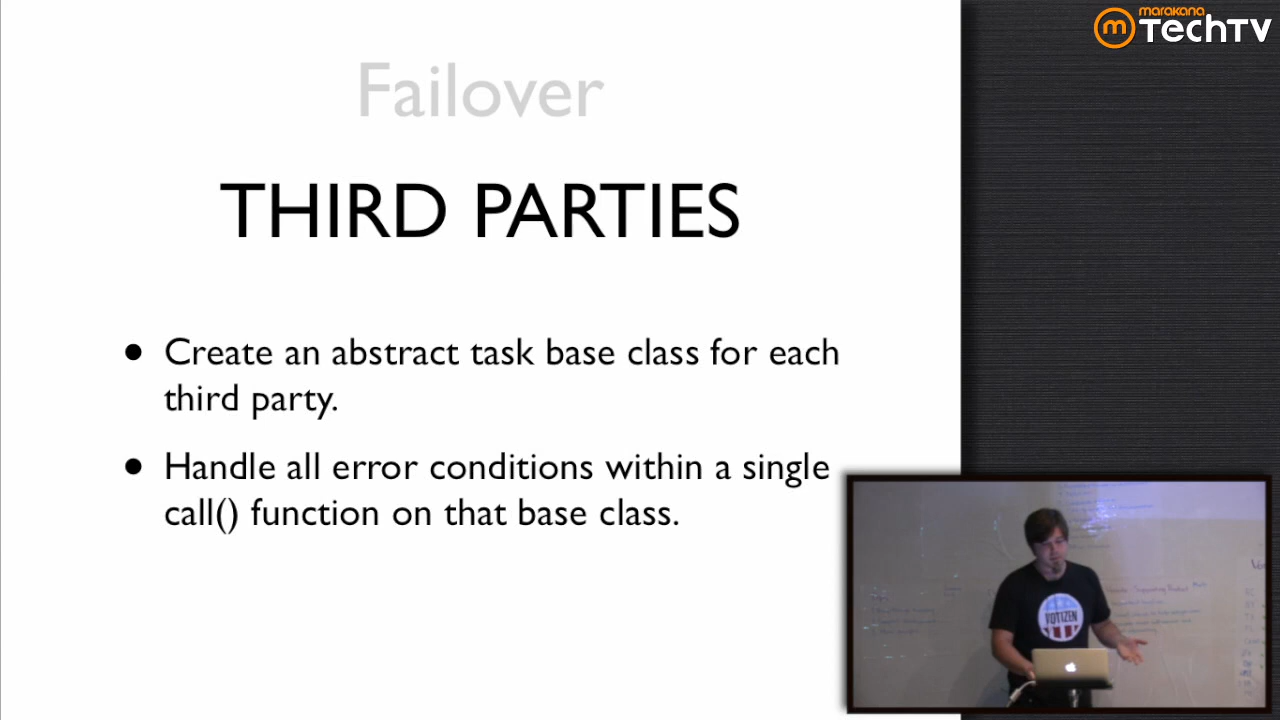 marakana
TechTV
Failover
THIRD PARTIES
• Create an abstract task base class for each
third party.
• Handle all error conditions within a single
call() function on that base class.
VOTIZEN